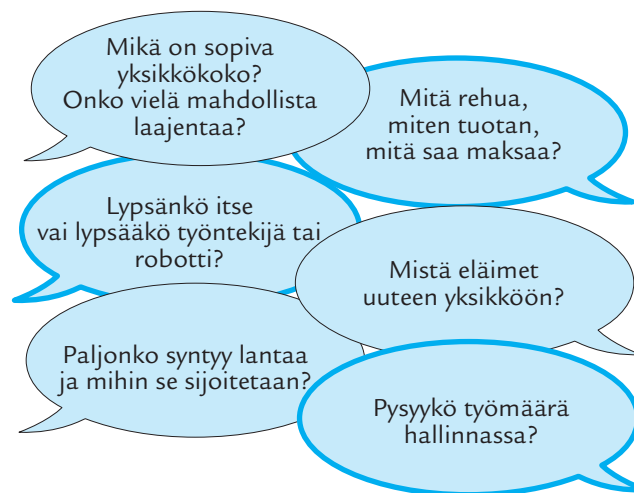 Mikä on sopiva
yksikkökoko?
Onko vielä mahdollista
laajentaa?
Mitä rehua,
miten tuotan,
mitä saa maksaa?
Lypsänkö itse
vai lypsääkö työntekijä tai
robotti?
Mistä eläimet
uuteen yksikköön?
Paljonko syntyy lantaa
ja mihin se sijoitetaan?
Pysyykö työmäärä
hallinnassa?